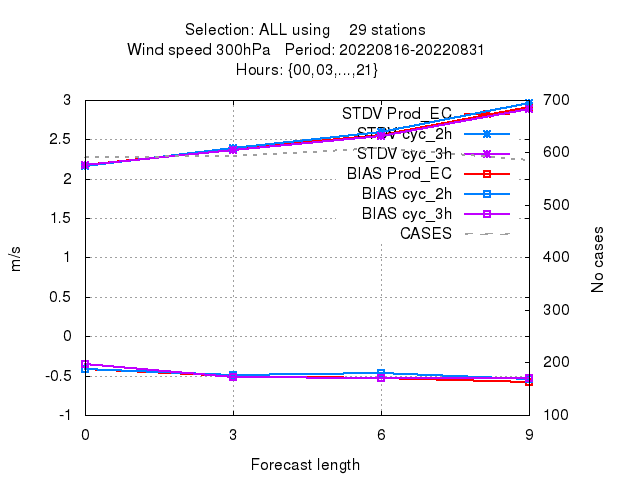 Selection: ALL using 29 stations
Wind speed 300hPa Period: 20220816-20220831
Hours: {00,03,...,21}
3
2.5
2
1.5
1
0.5
0
-0.5
-1
m/s
STDV Prod_EC
STDV cyc_2h
STDV cyc_3h
BIAS Prod_EC
BIAS cyc_2h
BIAS cyc_3h
CASES
700
600
500
400
300
200
100
No cases
0 3 6 9
Forecast length